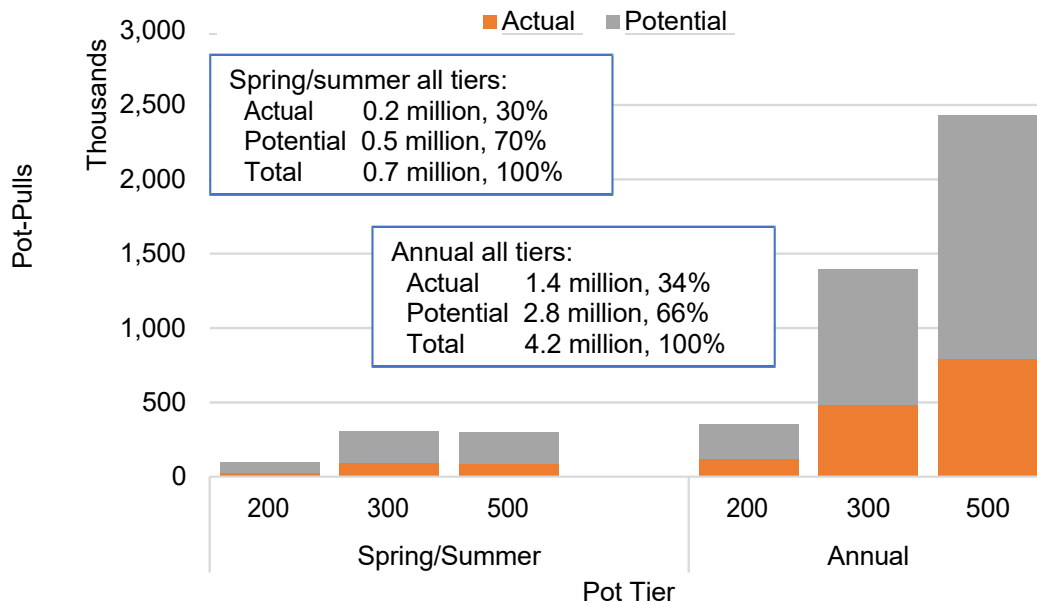 Actual Potential
Pot-Pulls
Thousands
3,000
2,500
2,000
1,500
1,000
500
0
Spring/summer all tiers:
Actual 0.2 million, 30%
Potential 0.5 million, 70%
Total 0.7 million, 100%
Annual all tiers:
Actual 1.4 million, 34%
Potential 2.8 million, 66%
Total 4.2 million, 100%
200 300 500 200 300 500
Spring/Summer Annual
Pot Tier